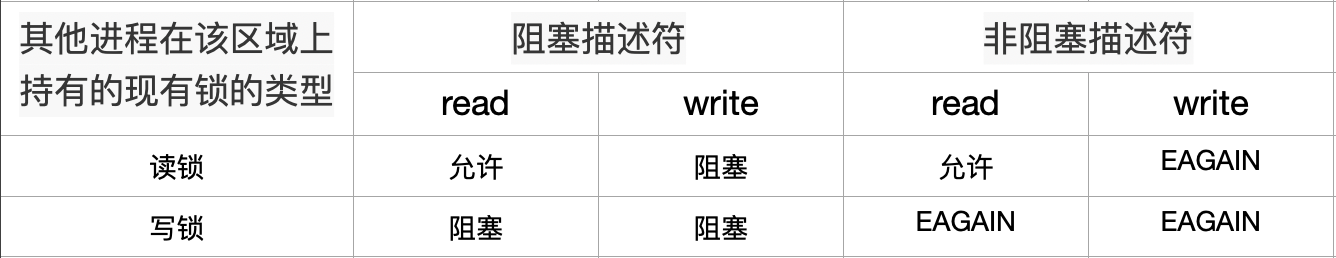 其他进程在该区域上
持有的现有锁的类型
阻塞描述符
非阻塞描述符
read
write
read
write
读锁
允许
阻塞
允许
EAGAIN
写锁
阻塞
阻塞
EAGAIN
EAGAIN